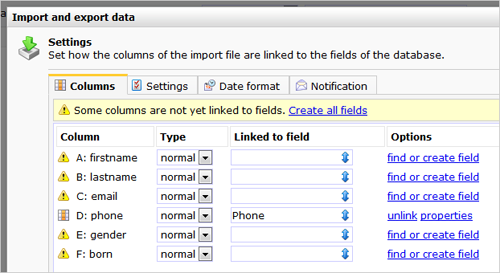 Import and export data
Settings
Set how the columns of the import file are linked to the fields of the database.
Columns Settings Date format Notification
Some columns are not yet linked to fields. Create all fields
Column Type Linked to field Options
A: firstname normal find or create field
B: lastname normal find or create field
C: email normal find or create field
D: phone normal Phone unlink properties
E: gender normal find or create field
F: born normal find or create field